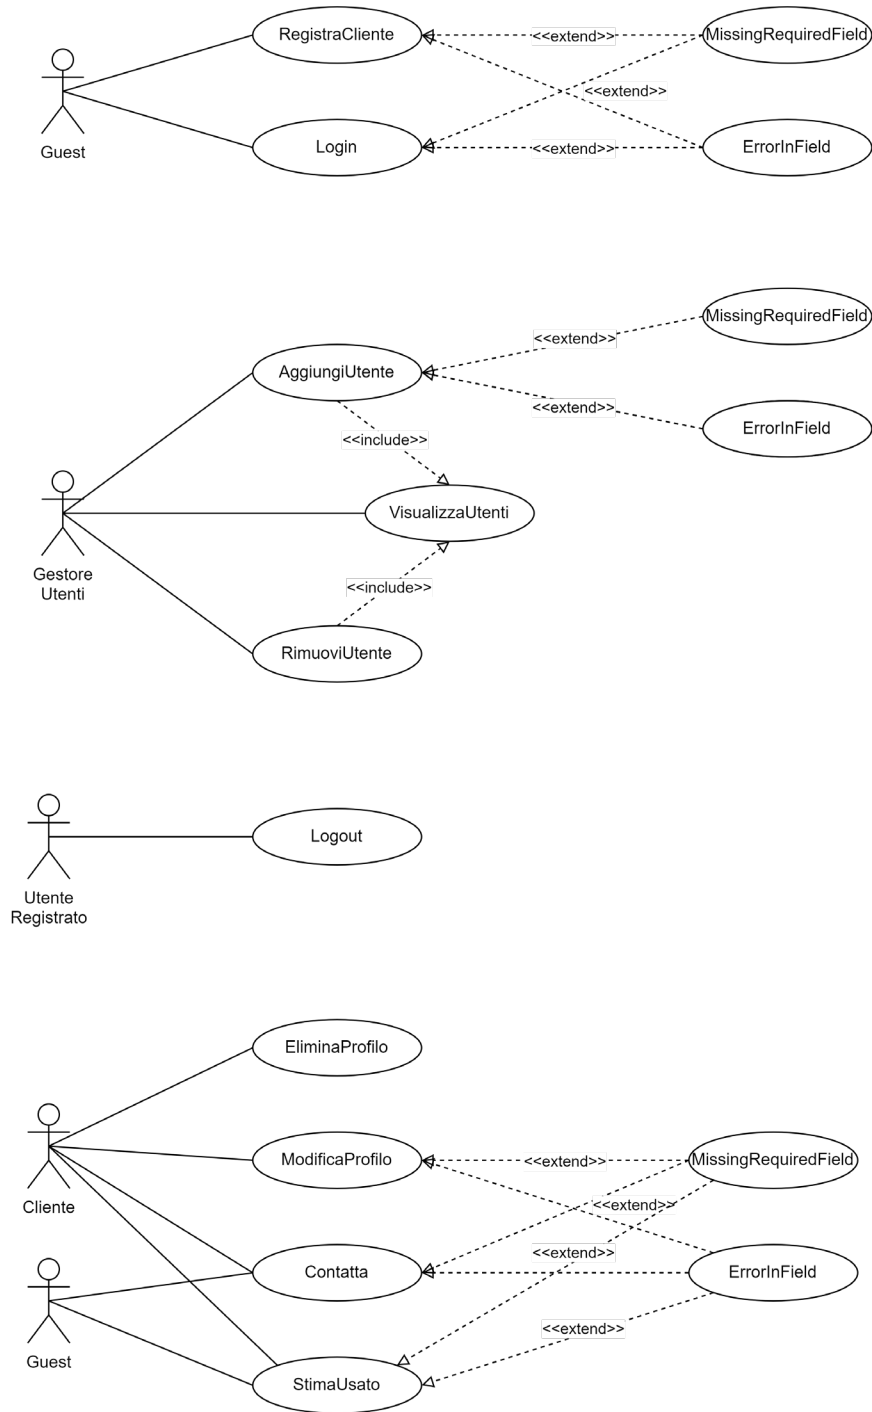 RegistraCliente
<<extend>>
MissingRequiredField
<<extend>>
Guest
Login
<<extend>>
ErrorInField
MissingRequiredField
<<extend>>
AggiungiUtente
<<extend>>
ErrorInField
<<include>>
VisualizzaUtenti
Gestore
Utenti
<<include>>
RimuoviUtente
Logout
Utente
Registrato
EliminaProfilo
ModificaProfilo
<<extend>>
MissingRequiredField
Cliente
<<extend>>
<<extend>>
Contatta
ErrorInField
<<extend>>
Guest
StimaUsato